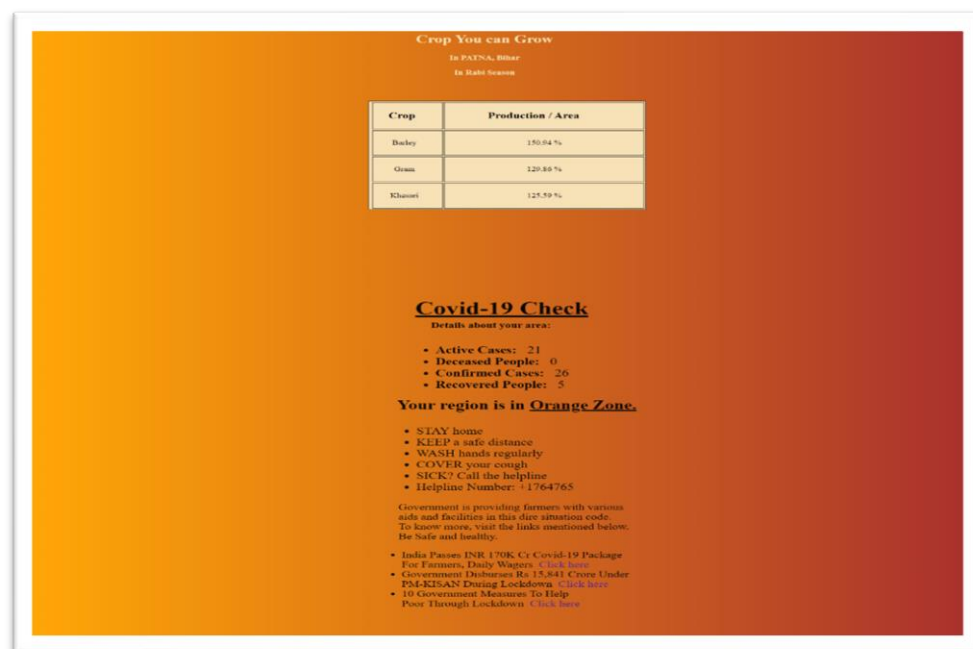 Crop You can Grow
In PATNA, Bihar
In Rabi Season
Crop Production / Area
Barley 150.94 %
Gram 129.86 %
Khasari 125.59 %
Covid-19 Check
Details about your area:
• Active Cases: 21
• Deceased People: 0
• Confirmed Cases: 26
• Recovered People: 5
Your region is in Orange Zone.
• STAY home
• KEEP a safe distance
• WASH hands regularly
• COVER your cough
• SICK? Call the helpline
• Helpline Number: +1764765
Government is providing farmers with various
aids and facilities in this dire situation code.
To know more, visit the links mentioned below.
Be Safe and healthy.
• India Passes INR 170K Cr Covid-19 Package
For Farmers, Daily Wagers Click here
• Government Disburses Rs 15,841 Crore Under
PM-KISAN During Lockdown Click here
• 10 Government Measures To Help
Poor Through Lockdown Click here